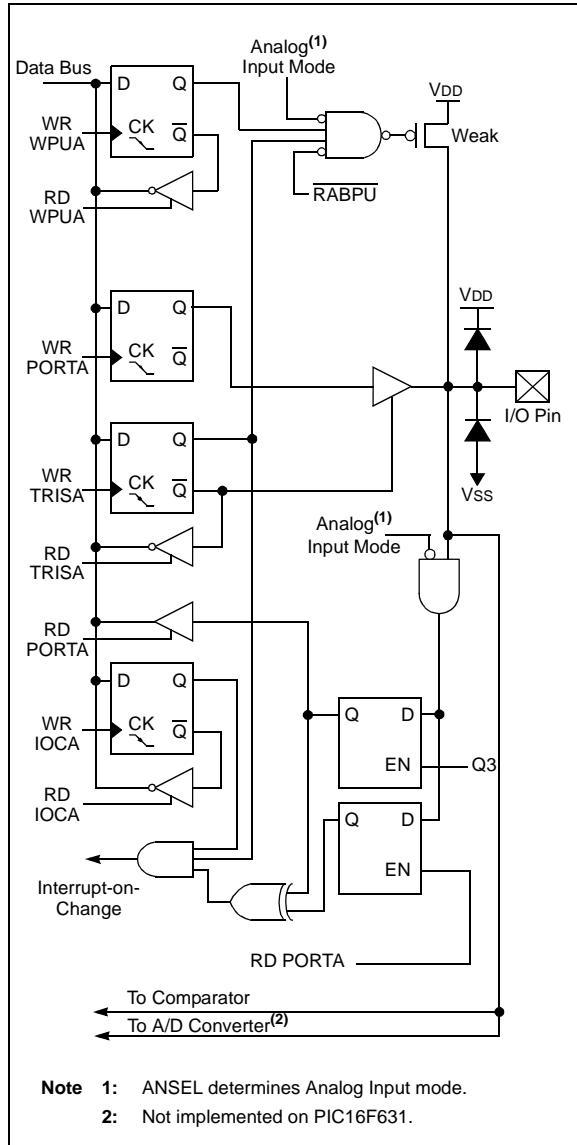 Analog(1)
Input Mode
Data Bus
D Q
VDD
WR
WPUA
CK Q
Weak
RD
WPUA
RABPU
D Q
VDD
WR
PORTA
CK Q
I/O Pin
D Q
WR
TRISA
CK Q
VSS
Analog(1)
Input Mode
RD
TRISA
RD
PORTA
D Q
Q D
WR
IOCA
CK Q
EN
Q3
RD
IOCA
Q D
EN
Interrupt-on-
Change
RD PORTA
To Comparator
To A/D Converter(2)
Note 1: ANSEL determines Analog Input mode.
2: Not implemented on PIC16F631.